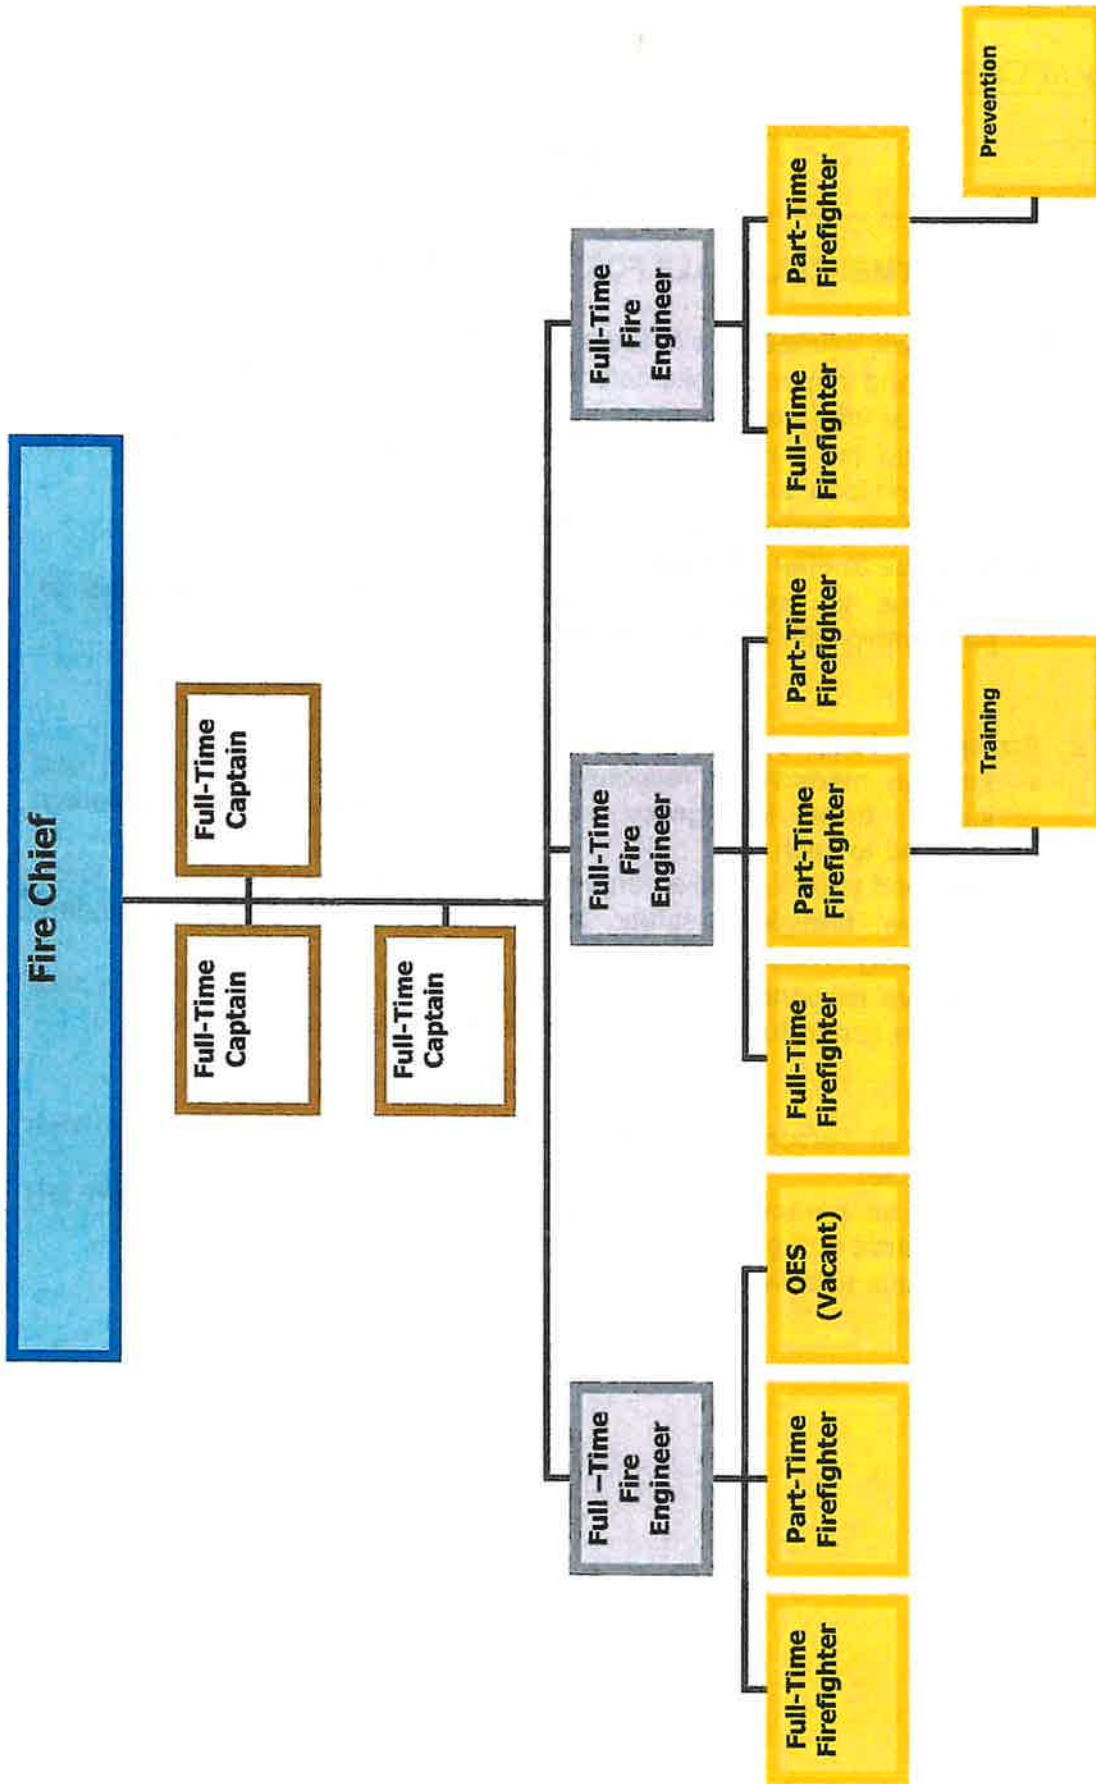 Fire Chief
Full-Time
Captain
Full-Time
Captain
Full-Time
Captain
Full –Time
Fire
Engineer
Full-Time
Fire
Engineer
Full-Time
Fire
Engineer
Full-Time
Firefighter
Part-Time
Firefighter
OES
(Vacant)
Full-Time
Firefighter
Part-Time
Firefighter
Part-Time
Firefighter
Full-Time
Firefighter
Part-Time
Firefighter
Training
Prevention